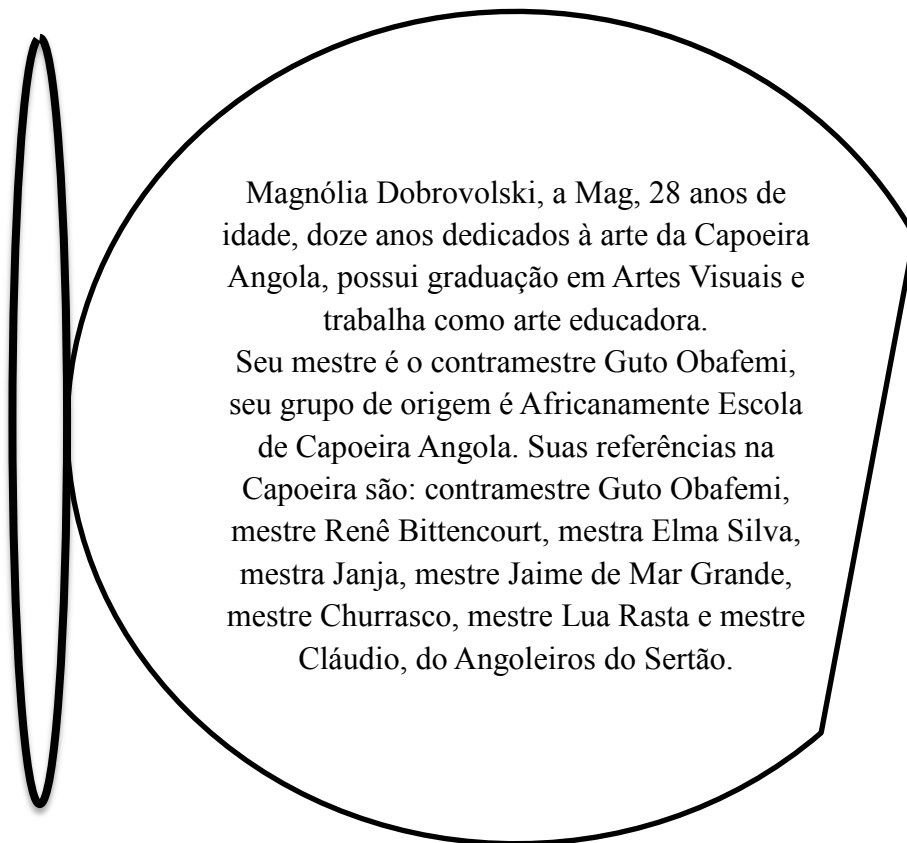 Magnólia Dobrovolski, a Mag, 28 anos de
idade, doze anos dedicados à arte da Capoeira
Angola, possui graduação em Artes Visuais e
trabalha como arte educadora.
Seu mestre é o contramestre Guto Obafemi,
seu grupo de origem é Africanamente Escola
de Capoeira Angola. Suas referências na
Capoeira são: contramestre Guto Obafemi,
mestre Renê Bittencourt, mestra Elma Silva,
mestra Janja, mestre Jaime de Mar Grande,
mestre Churrasco, mestre Lua Rasta e mestre
Cláudio, do Angoleiros do Sertão.